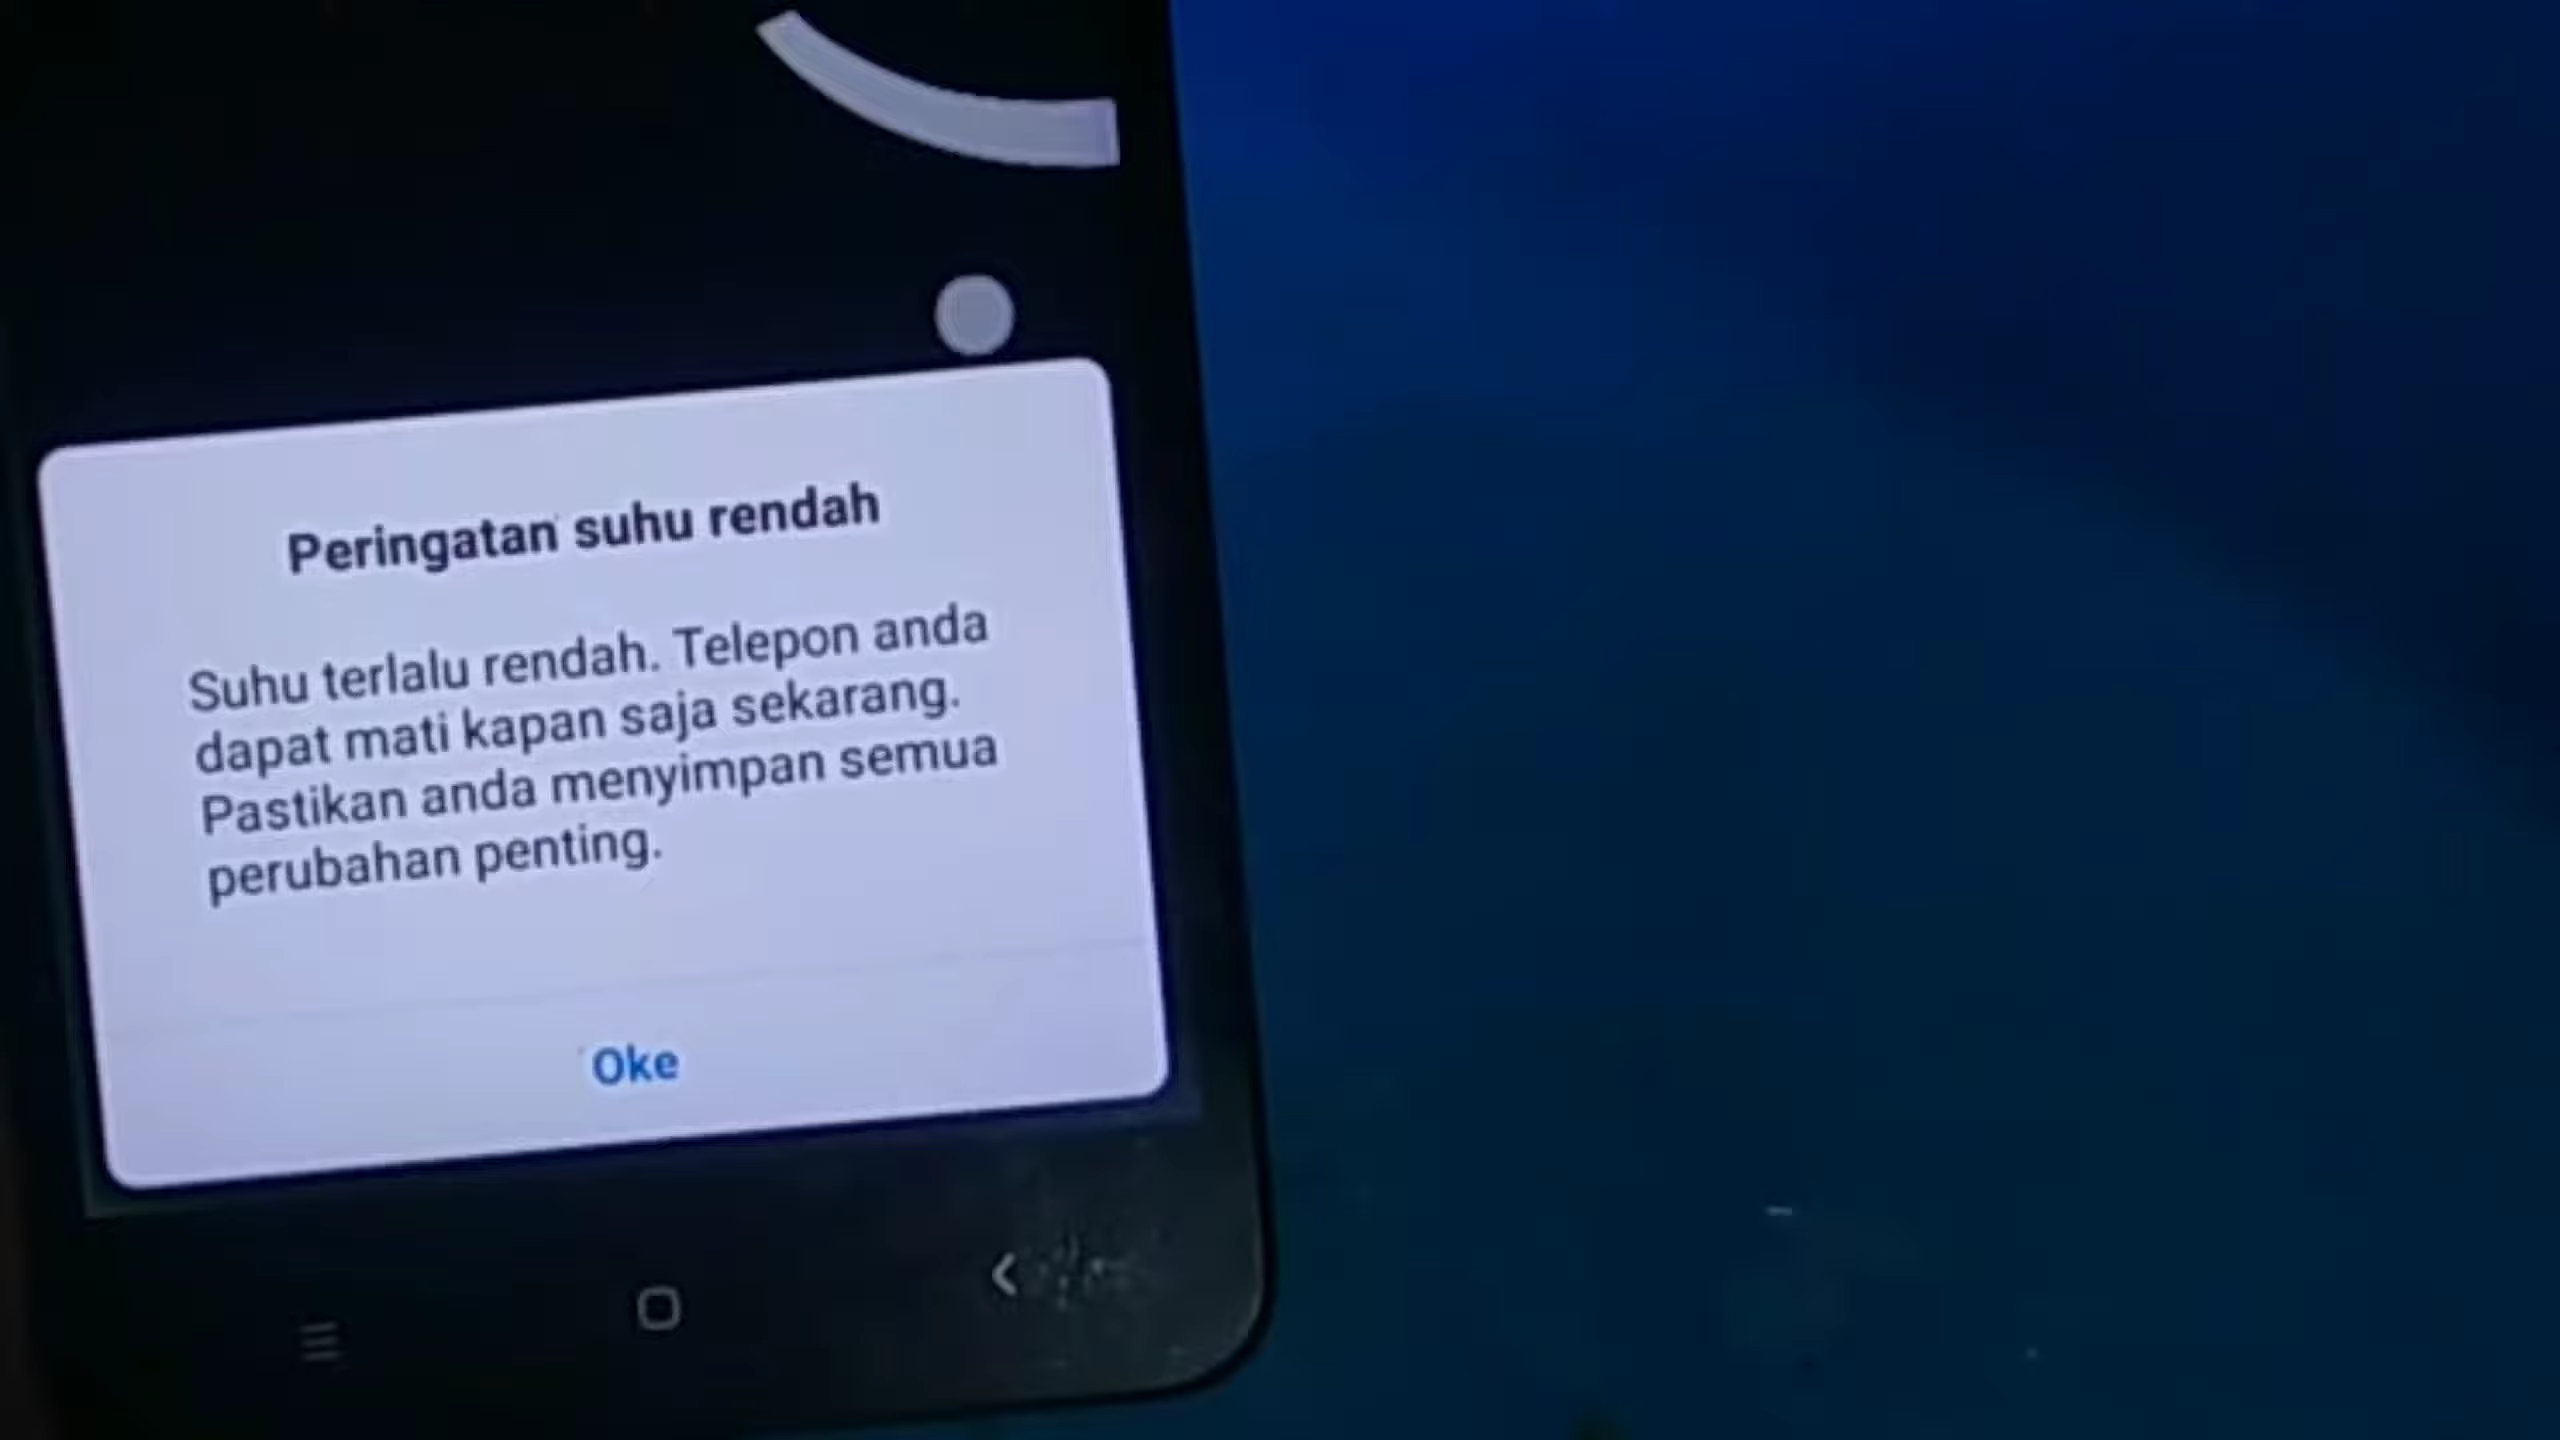 Peringatan suhu rendah
Suhu terlalu rendah. Telepon anda
dapat mati kapan saja sekarang.
Pastikan anda menyimpan semua
perubahan penting.
Oke